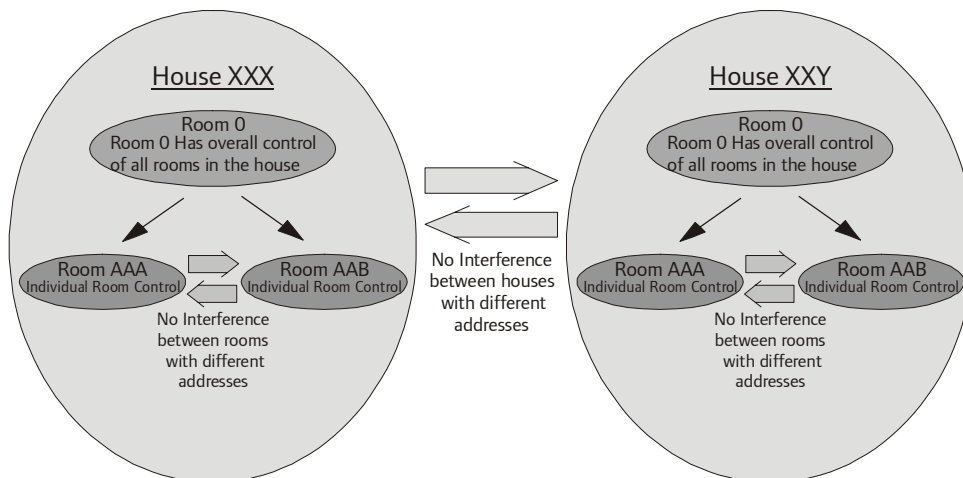 House XXX
Room 0
Room 0 Has overall control
of all rooms in the house
Room AAA
Individual Room Control
Room AAB
Individual Room Control
No Interference
between rooms
with different
addresses
No Interference
between houses
with different
addresses
House XXY
Room 0
Room 0 Has overall control
of all rooms in the house
Room AAA
Individual Room Control
Room AAB
Individual Room Control
No Interference
between rooms
with different
addresses